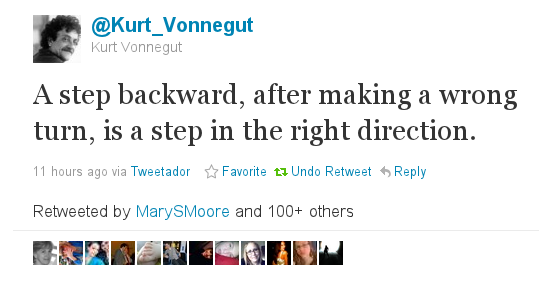 @Kurt_Vonnegut
Kurt Vonnegut
A step backward, after making a wrong
turn, is a step in the right direction.
11 hours ago via Tweetador Favorite Undo Retweet Reply
Retweeted by MarySMoore and 100+ others